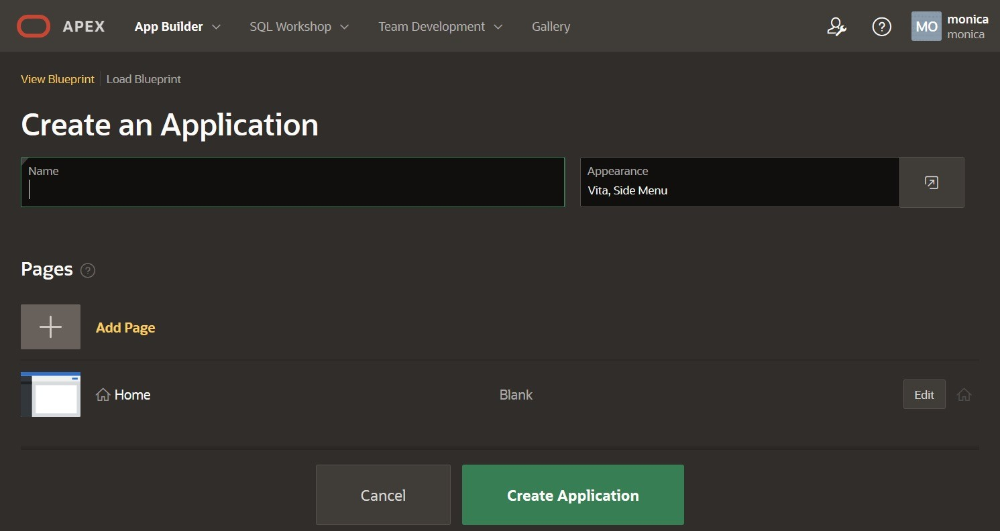 APEX App Builder SQL Workshop Team Development Gallery MO monica
monica
View Blueprint Load Blueprint
Create an Application
Name Appearance
Vita, Side Menu
Pages ?
Add Page
Home Blank Edit
Cancel Create Application